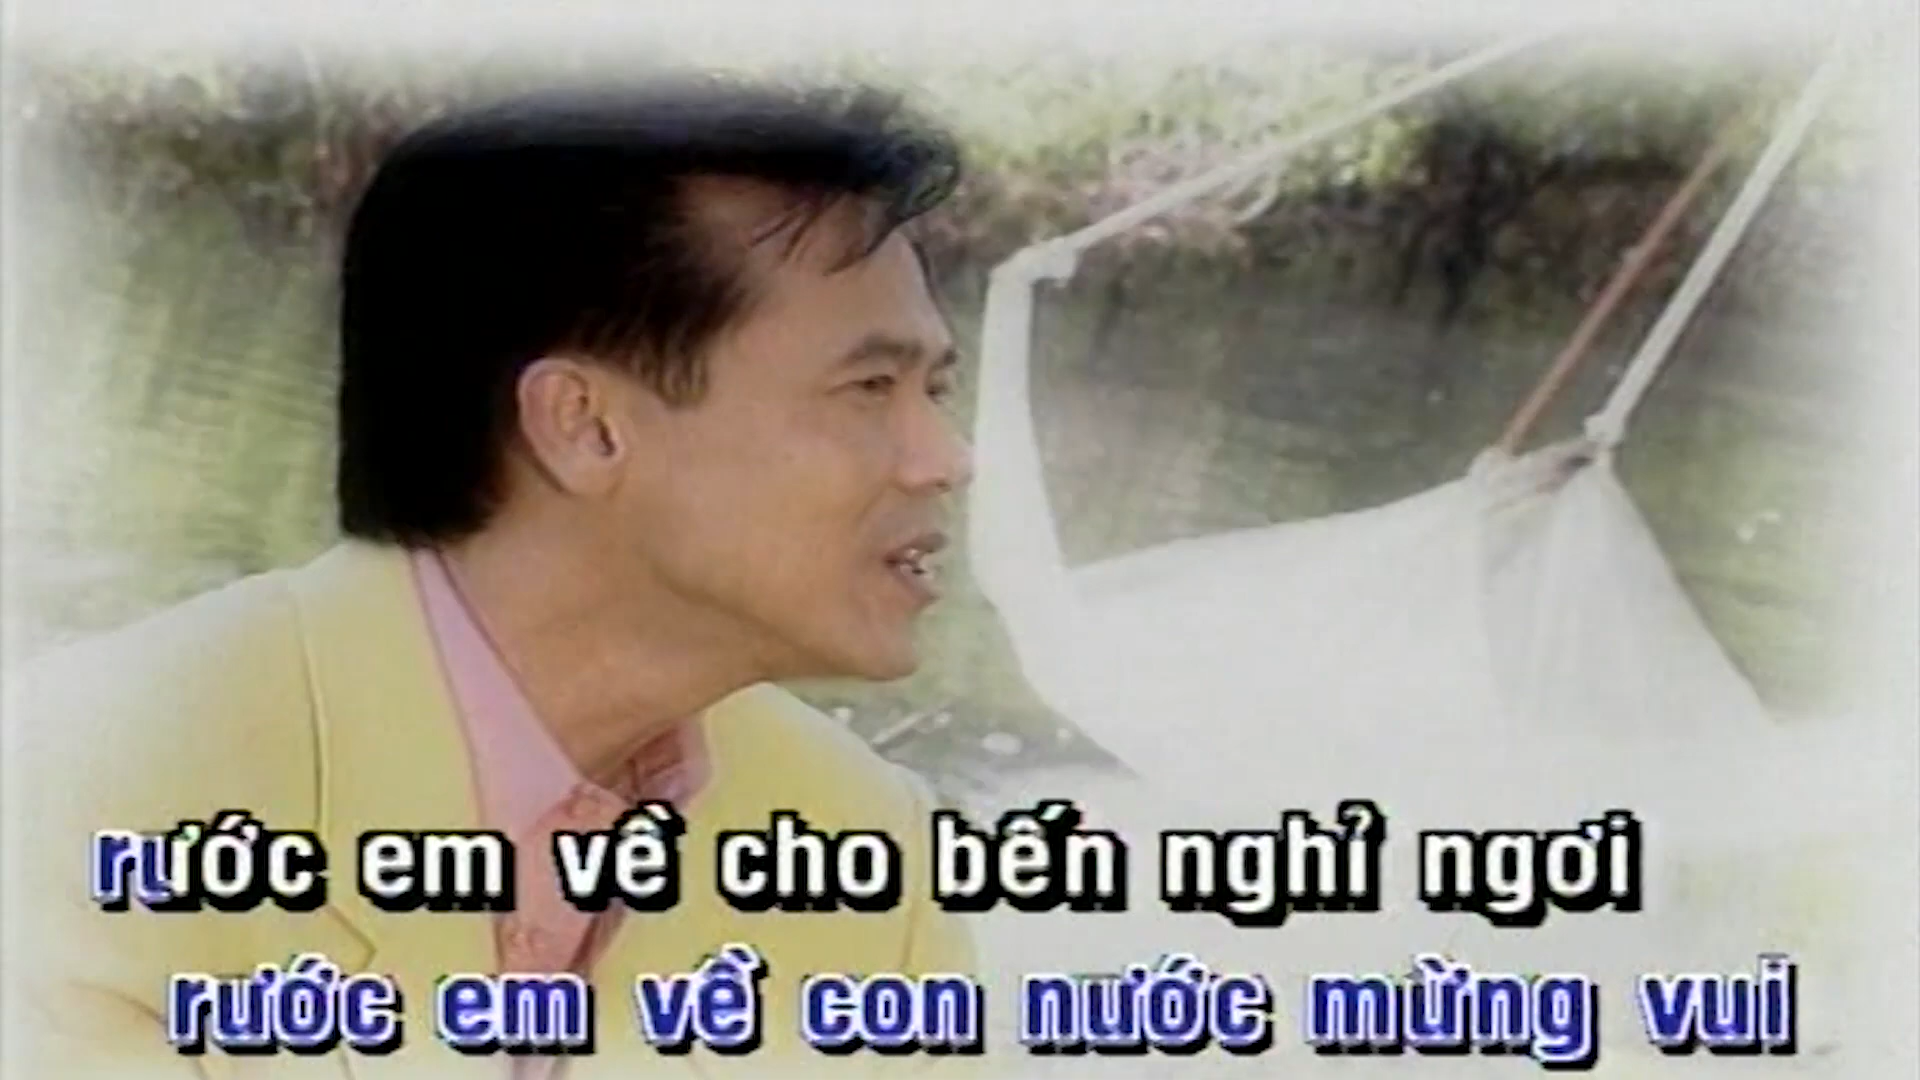 rước em về cho bến nghỉ ngơi
rước em về con nước mừng vui